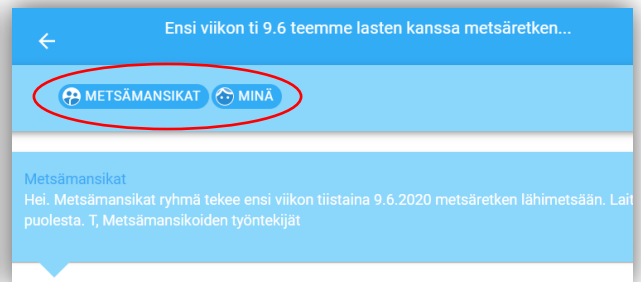 Ensi viikon ti 9.6 teemme lasten kanssa metsäretken...
METSÄMANSIKAT MINÄ
Metsämansikat
Hei. Metsämansikat ryhmä tekee ensi viikon tiistaina 9.6.2020 metsäretken lähimetsään. Lait
puolesta. T, Metsämansikoiden työntekijät